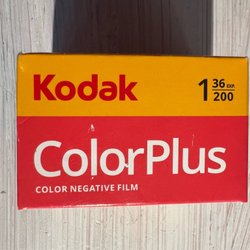 Kodak
1 36 EXP.
200
ColorPlus
COLOR NEGATIVE FILM